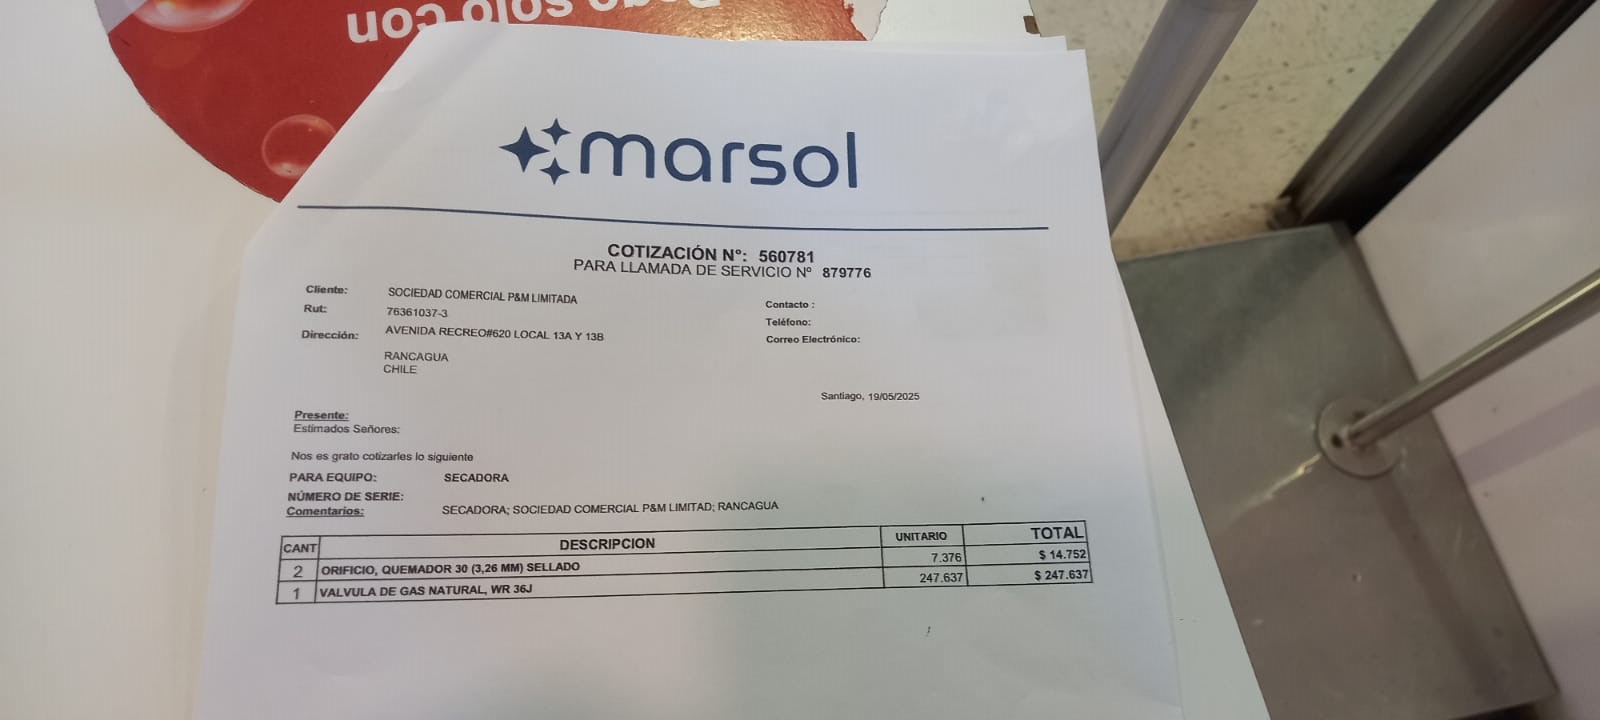 solo con
marsol
COTIZACIÓN N°: 560781
PARA LLAMADA DE SERVICIO Nº 879776
Cliente: SOCIEDAD COMERCIAL P&M LIMITADA
Rut: 76361037-3
Dirección: AVENIDA RECREO#620 LOCAL 13A Y 13B
RANCAGUA
CHILE
Contacto :
Teléfono:
Correo Electrónico:
Santiago, 19/05/2025
Presente:
Estimados Señores:
Nos es grato cotizarles lo siguiente
PARA EQUIPO: SECADORA
NÚMERO DE SERIE:
Comentarios: SECADORA; SOCIEDAD COMERCIAL P&M LIMITAD; RANCAGUA
CANT DESCRIPCION UNITARIO TOTAL
2 ORIFICIO, QUEMADOR 30 (3,26 MM) SELLADO 7.376 $ 14.752
1 VALVULA DE GAS NATURAL, WR 36J 247.637 $ 247.637